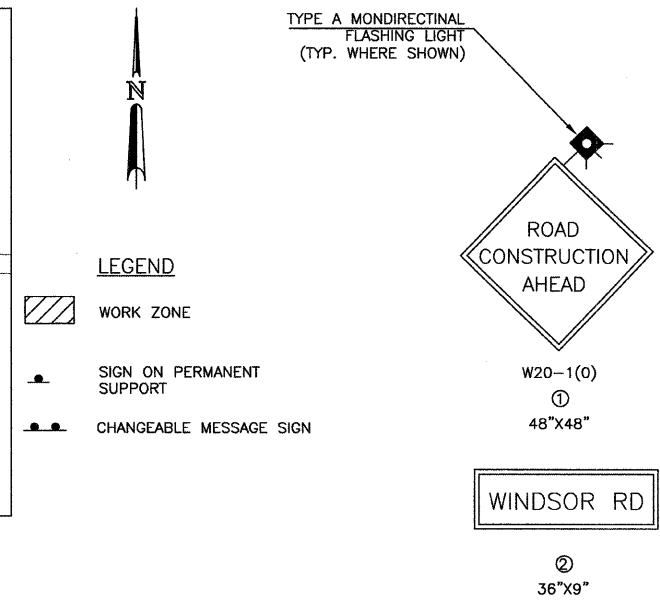 TYPE A MONDIRECTINAL
FLASHING LIGHT
(TYP. WHERE SHOWN)
N
LEGEND
WORK ZONE
SIGN ON PERMANENT
SUPPORT
CHANGEABLE MESSAGE SIGN
ROAD
CONSTRUCTION
AHEAD
W20-1(0)
①
48"X48"
WINDSOR RD
②
36"X9"